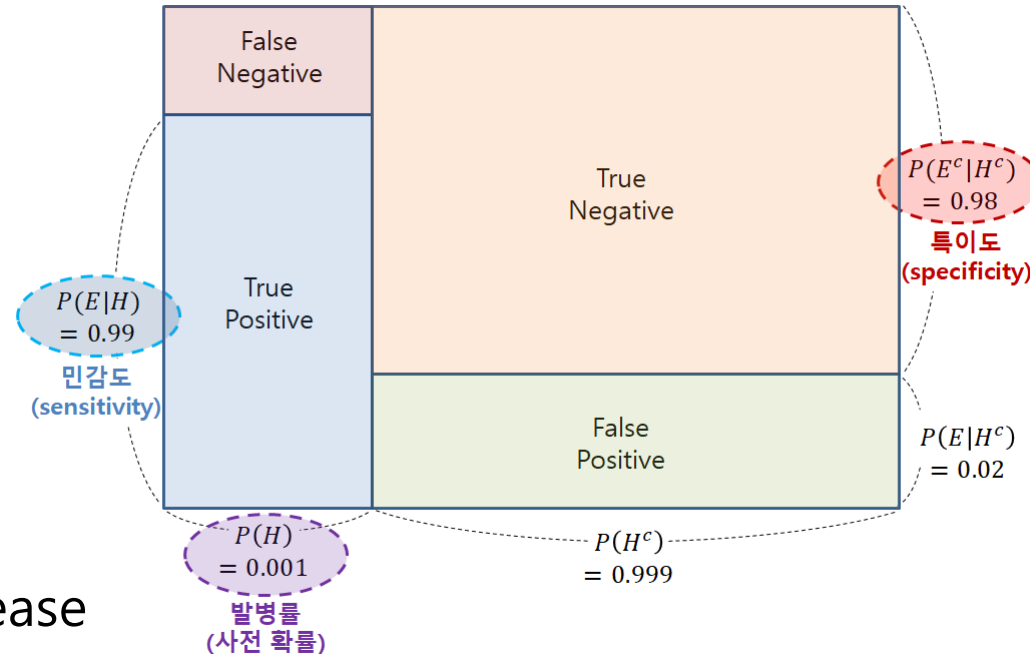 False
Negative
True
Negative
P(E^c|H^c)
= 0.98
특이도
(specificity)
True
Positive
P(E|H)
= 0.99
민감도
(sensitivity)
False
Positive
P(E|H^c)
= 0.02
P(H)
= 0.001
발병률
(사전 확률)
P(H^c)
= 0.999
ease